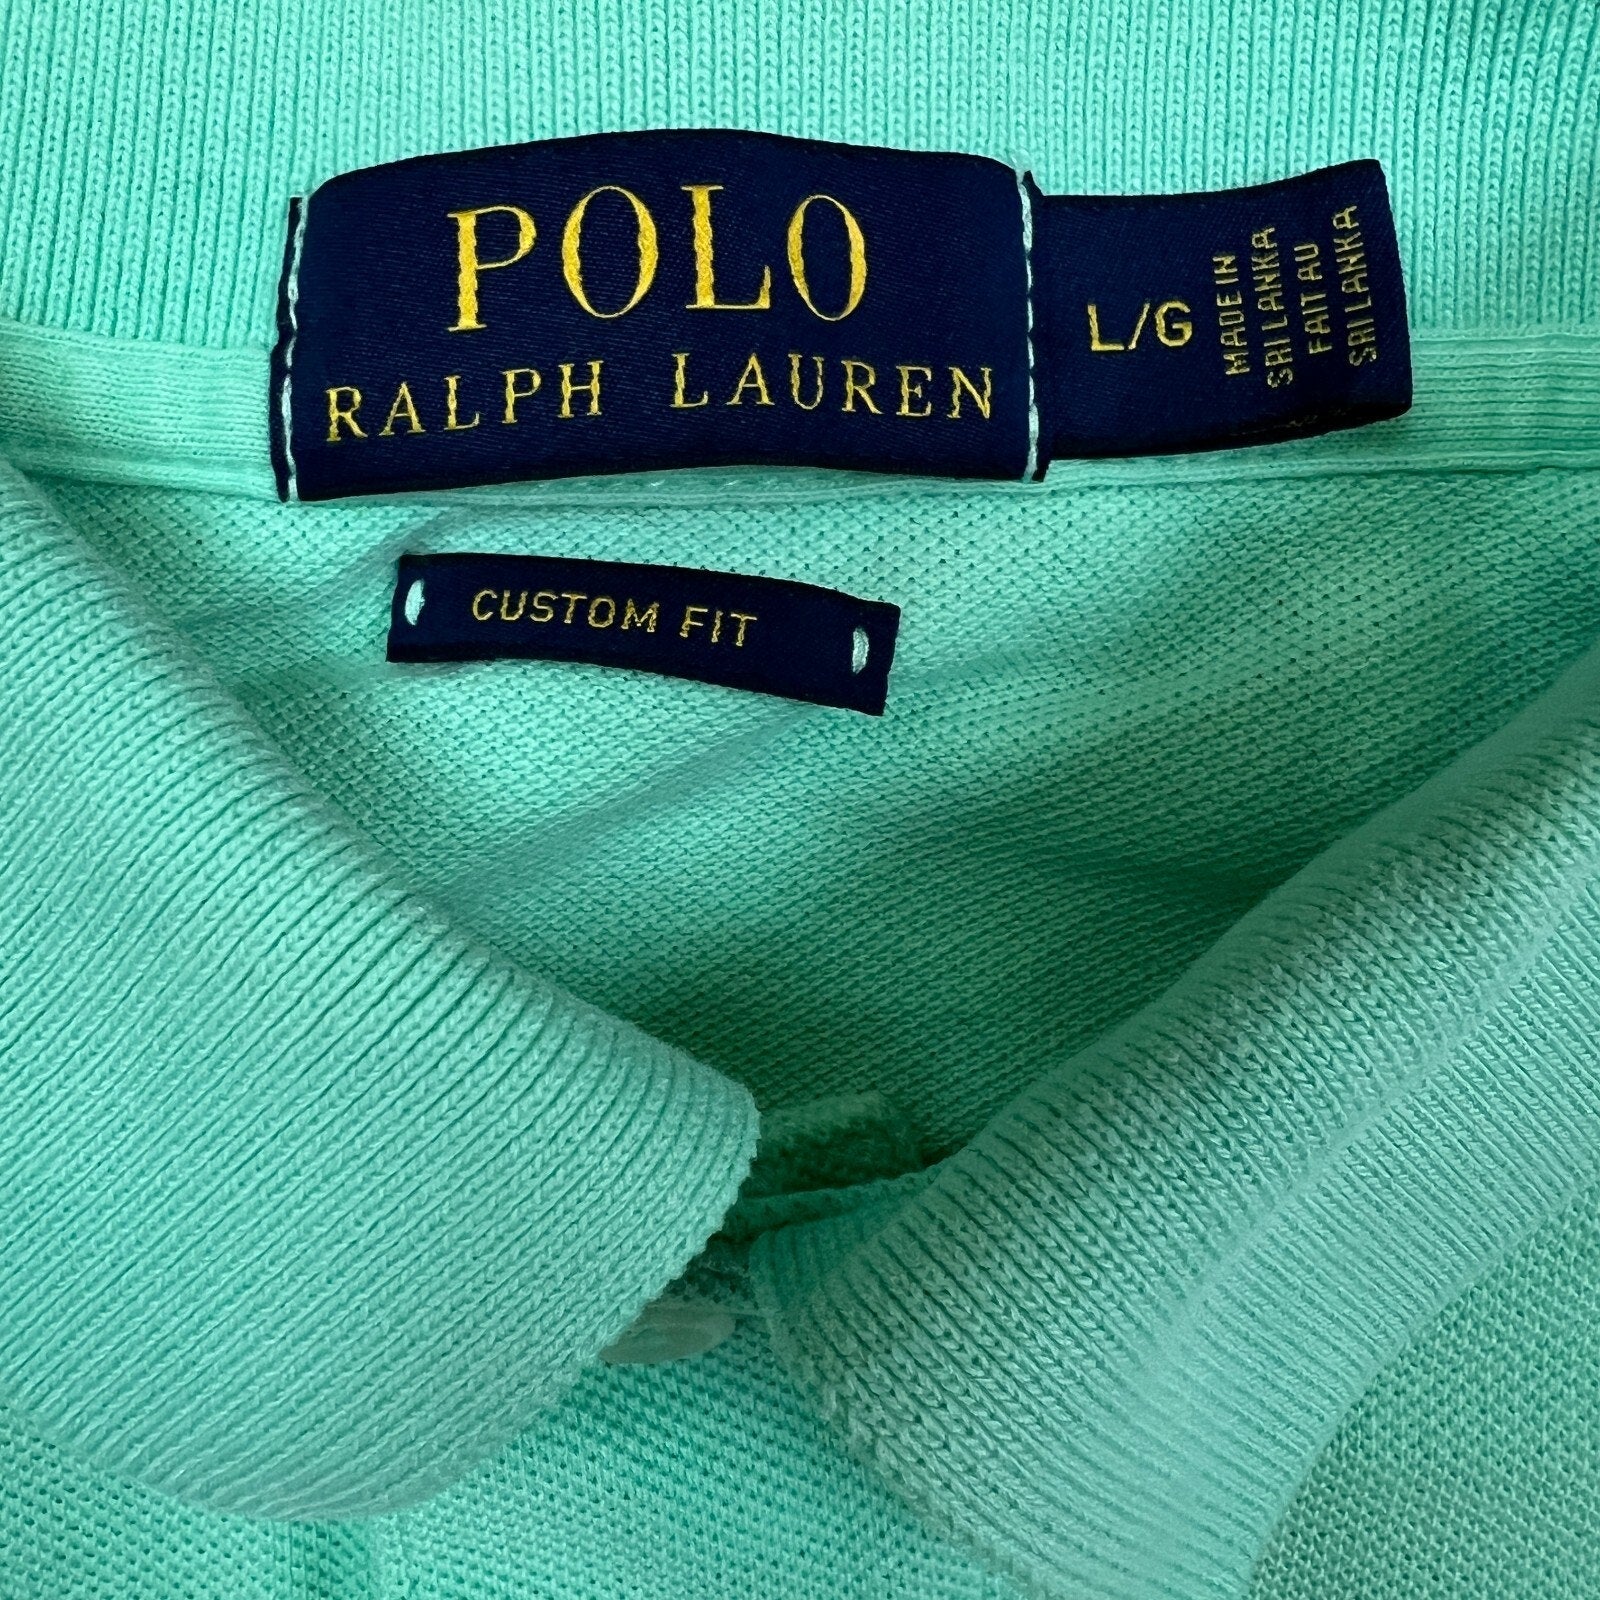 POLO
RALPH LAUREN
L/G
MADE IN
SRI LANKA
FAIT AU
SRI LANKA
CUSTOM FIT